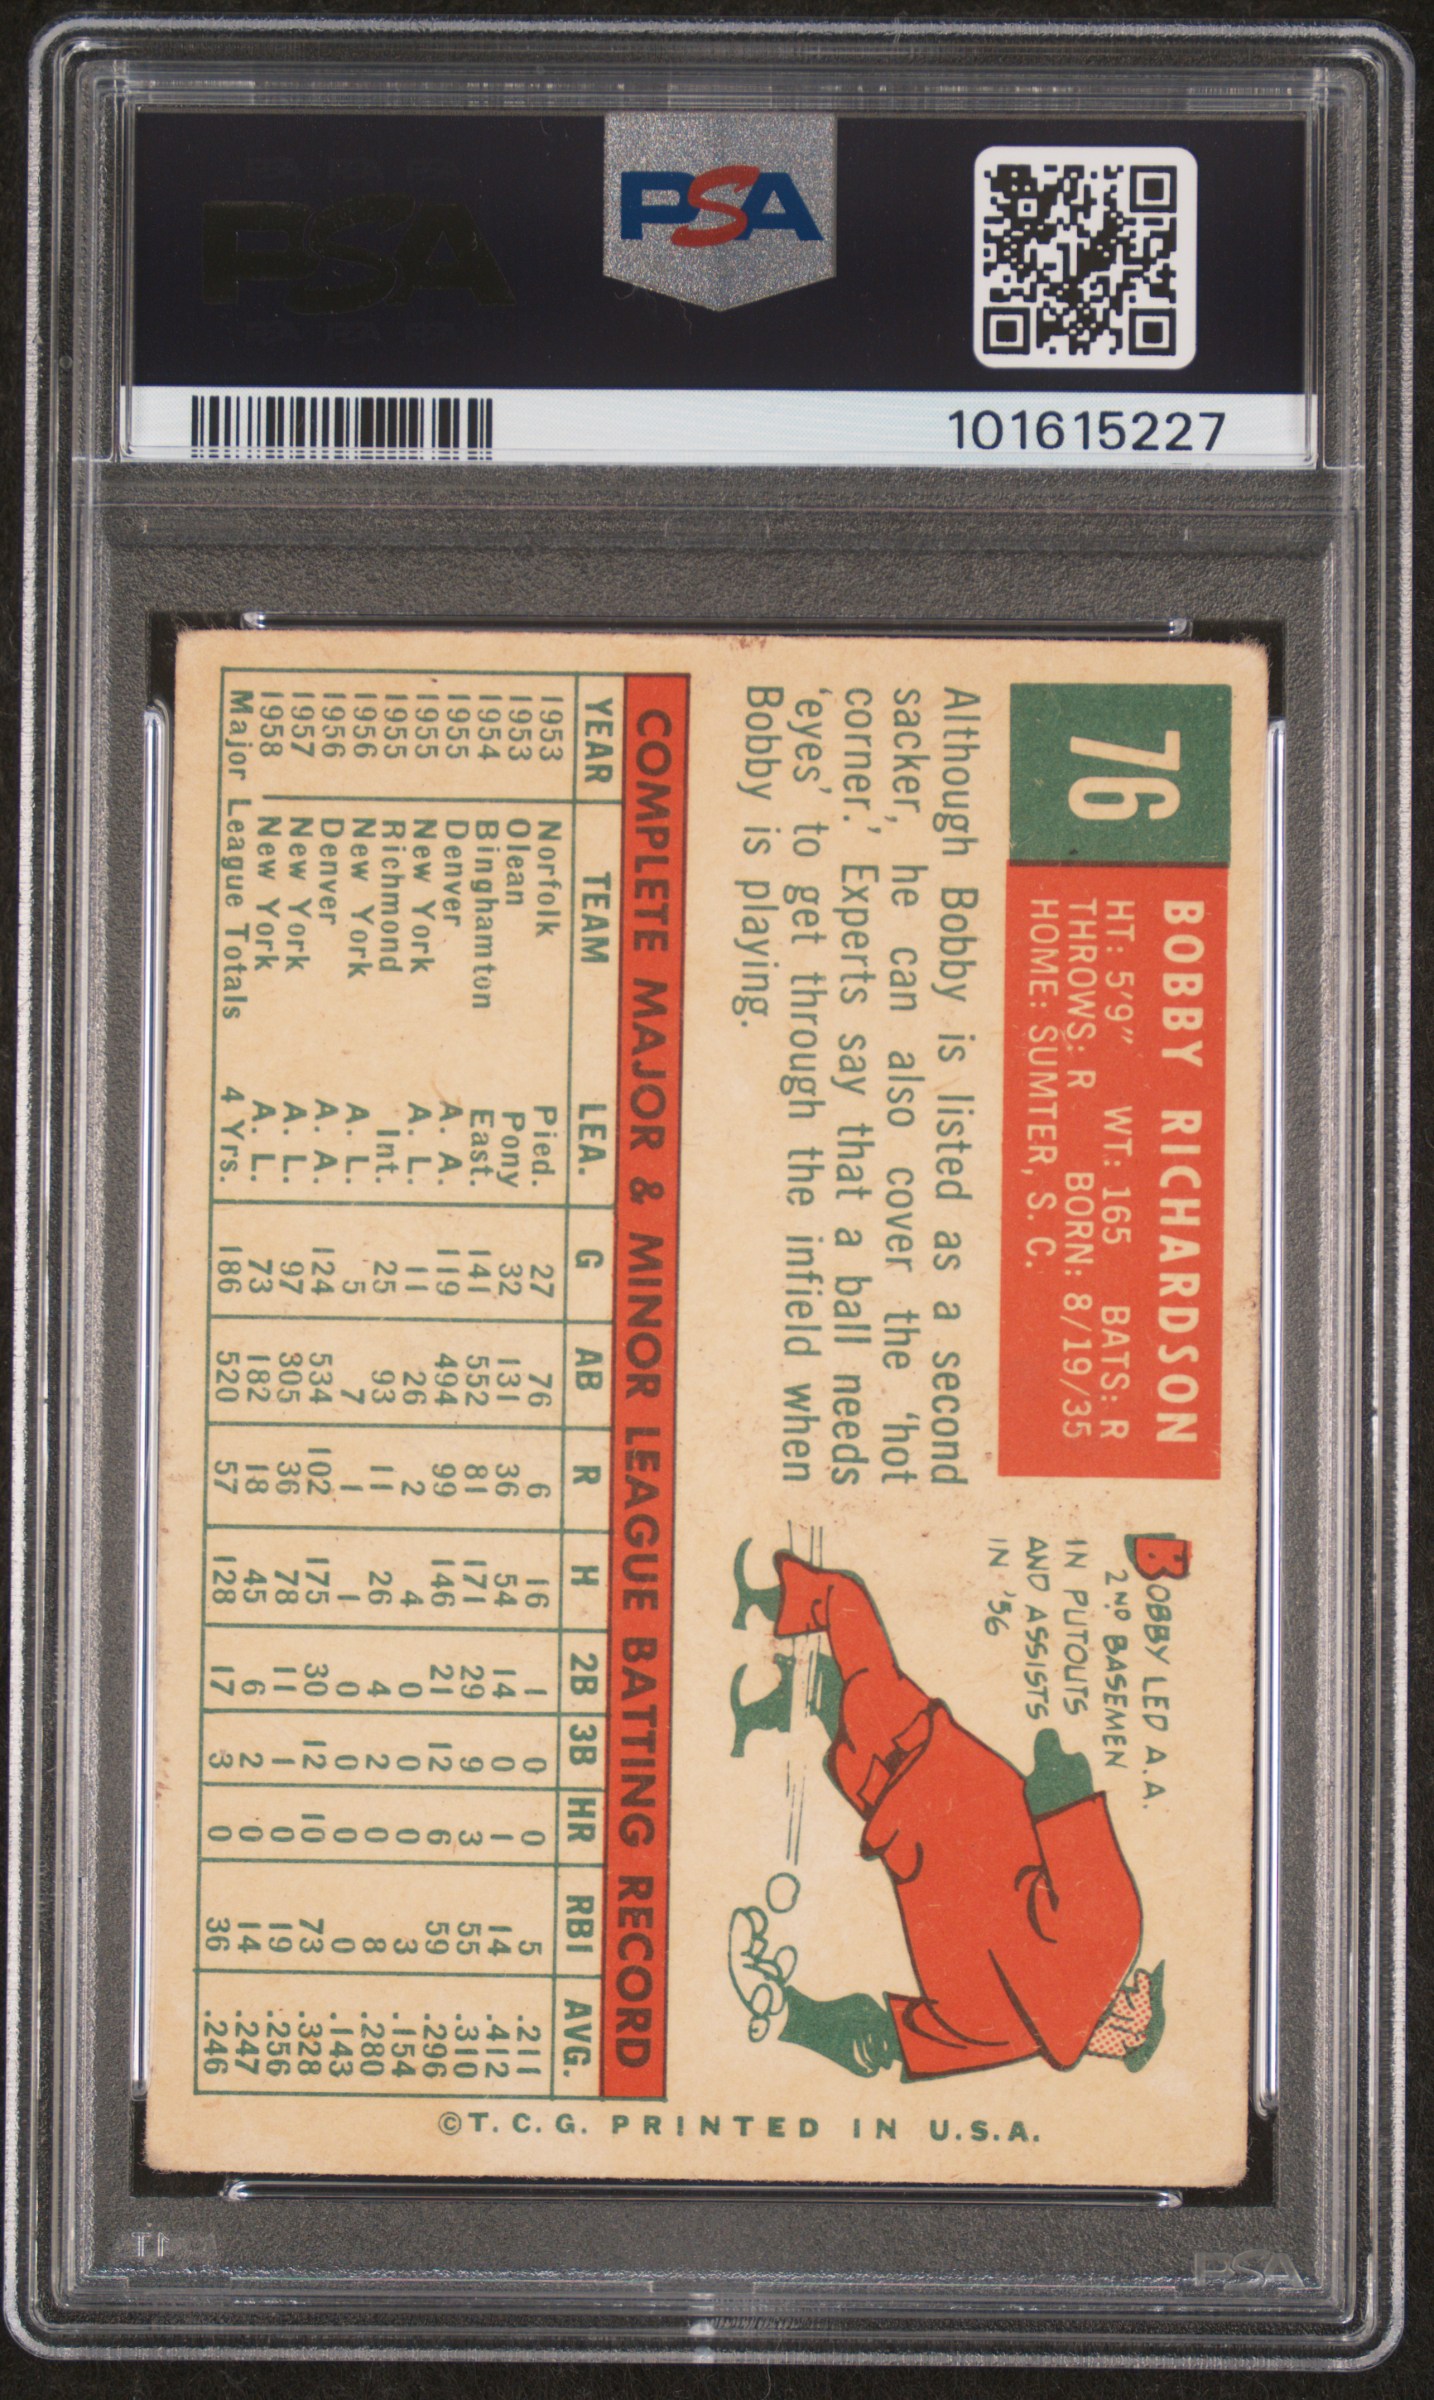 PSA
PSA
101615227
76
BOBBY RICHARDSON
HT: 5'9" WT: 165 BATS: R
THROWS: R BORN: 8/19/35
HOME: SUMTER, S. C.
Although Bobby is listed as a second
sacker, he can also cover the 'hot
corner.' Experts say that a ball needs
'eyes' to get through the infield when
Bobby is playing.
BOBBY LED A. A.
2ND BASEMEN
IN PUTOUTS
AND ASSISTS
IN '56
COMPLETE MAJOR & MINOR LEAGUE BATTING RECORD
YEAR TEAM LEA. G AB R H 2B 3B HR RBI AVG.
1953 Norfolk Pied. 27 76 6 16 1 0 0 5 .211
1953 Olean Pony 32 131 36 54 14 0 1 14 .412
1954 Binghamton East. 141 552 81 171 29 9 3 55 .310
1955 Denver A. A. 119 494 99 146 21 12 6 59 .296
1955 New York A. L. 11 26 2 4 0 0 0 3 .154
1955 Richmond Int. 25 93 11 26 4 2 0 8 .280
1956 New York A. L. 5 7 1 1 0 0 0 0 .143
1956 Denver A. A. 124 534 102 175 30 12 10 73 .328
1957 New York A. L. 97 305 36 78 11 1 0 19 .256
1958 New York A. L. 73 182 18 45 6 2 0 14 .247
Major League Totals 4 Yrs. 186 520 57 128 17 3 0 36 .246
©T. C. G. PRINTED IN U.S.A.
PSA